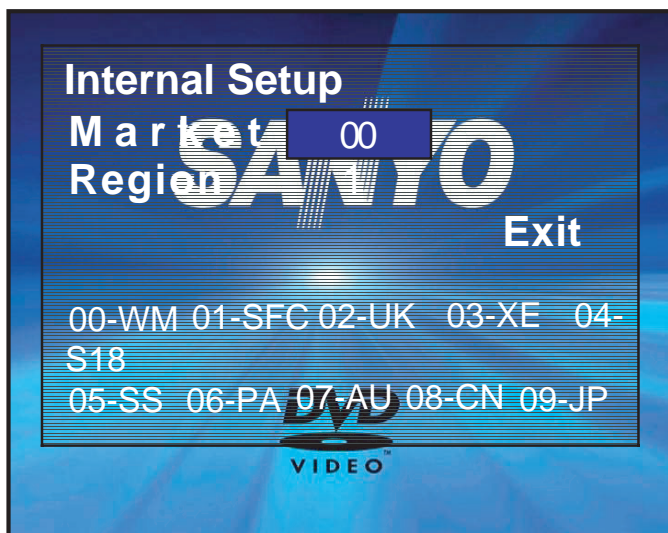 Internal Setup
Market 00
SANYO
Region 1
Exit
00-WM 01-SFC 02-UK 03-XE 04-
S18
05-SS 06-PA 07-AU 08-CN 09-JP
DVD
VIDEO
TM